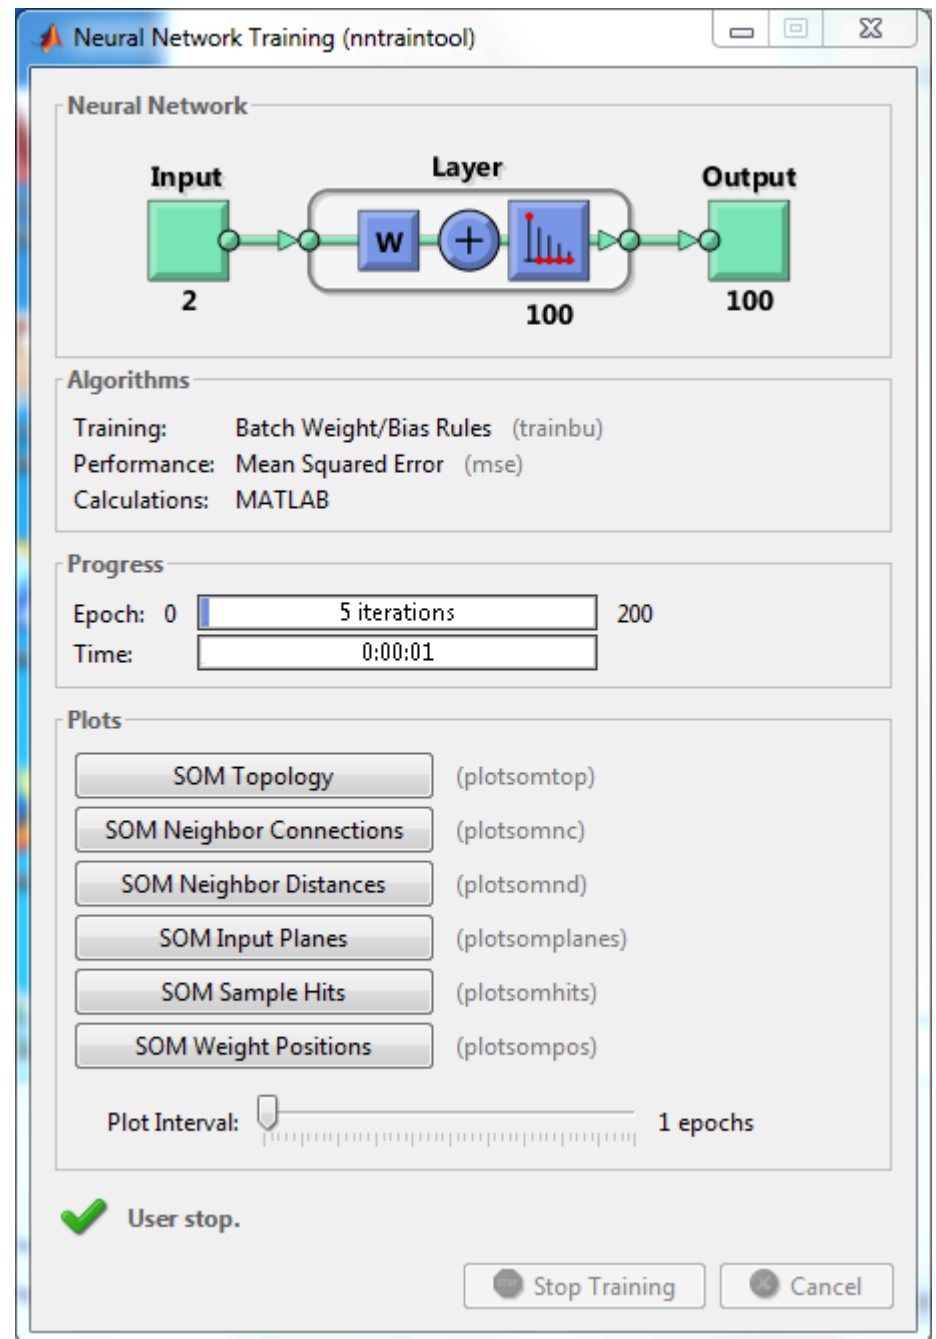 Neural Network Training (nntraintool)
Neural Network
Input Layer Output
W +
2 100 100
Algorithms
Training: Batch Weight/Bias Rules (trainbu)
Performance: Mean Squared Error (mse)
Calculations: MATLAB
Progress
Epoch: 0 5 iterations 200
Time: 0:00:01
Plots
SOM Topology (plotsomtop)
SOM Neighbor Connections (plotsomnc)
SOM Neighbor Distances (plotsomnd)
SOM Input Planes (plotsomplanes)
SOM Sample Hits (plotsomhits)
SOM Weight Positions (plotsompos)
Plot Interval: 1 epochs
User stop.
STOP Stop Training Cancel